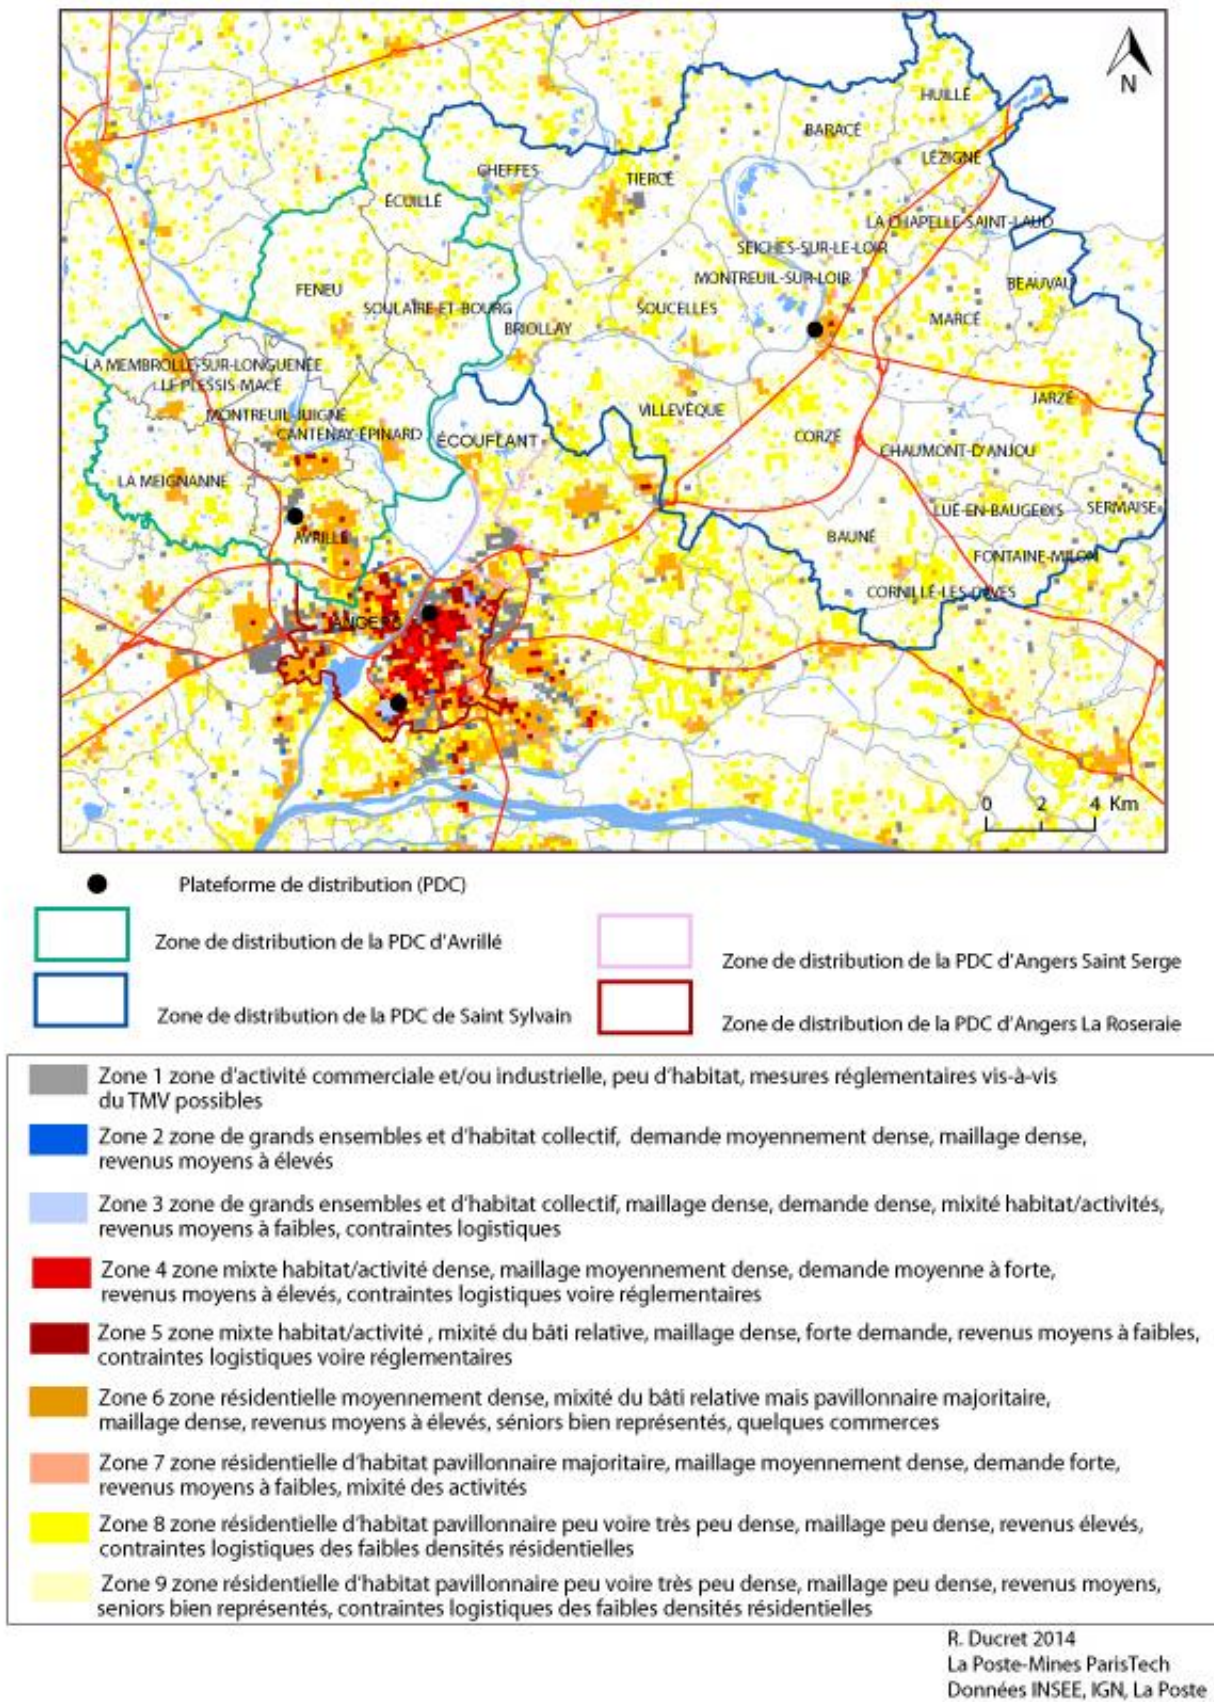 N
HUILLÉ
BARACÉ
LÉZIGNÉ
CHEFFES
TIERCÉ
ÉCUILLÉ
LA CHAPELLE-SAINT-LAUD
SEICHES-SUR-LE-LOIR
MONTREUIL-SUR-LOIR
BEAUVAU
FENEU
SOULAIRE-ET-BOURG
SOUCELLES
BRIOLLAY
MARCÉ
LA MEMBROLLE-SUR-LONGUENÉE
LE PLESSIS-MACÉ
JARZÉ
MONTREUIL-JUIGNÉ
VILLEVÊQUE
CANTENAY-ÉPINARD
ÉCOUFLANT
CORZÉ
CHAUMONT-D'ANJOU
LA MEIGNANNE
LUÉ-EN-BAUGEOIS
SERMAISE
AVRILLÉ
BAUNÉ
FONTAINE-MILON
CORNILLÉ-LES-CAVES
ANGERS
0 2 4 Km
Plateforme de distribution (PDC)
Zone de distribution de la PDC d'Avrillé
Zone de distribution de la PDC d'Angers Saint Serge
Zone de distribution de la PDC de Saint Sylvain
Zone de distribution de la PDC d'Angers La Roseraie
Zone 1 zone d'activité commerciale et/ou industrielle, peu d'habitat, mesures réglementaires vis-à-vis
du TMV possibles
Zone 2 zone de grands ensembles et d'habitat collectif, demande moyennement dense, maillage dense,
revenus moyens à élevés
Zone 3 zone de grands ensembles et d'habitat collectif, maillage dense, demande dense, mixité habitat/activités,
revenus moyens à faibles, contraintes logistiques
Zone 4 zone mixte habitat/activité dense, maillage moyennement dense, demande moyenne à forte,
revenus moyens à élevés, contraintes logistiques voire réglementaires
Zone 5 zone mixte habitat/activité , mixité du bâti relative, maillage dense, forte demande, revenus moyens à faibles,
contraintes logistiques voire réglementaires
Zone 6 zone résidentielle moyennement dense, mixité du bâti relative mais pavillonnaire majoritaire,
maillage dense, revenus moyens à élevés, séniors bien représentés, quelques commerces
Zone 7 zone résidentielle d'habitat pavillonnaire majoritaire, maillage moyennement dense, demande forte,
revenus moyens à faibles, mixité des activités
Zone 8 zone résidentielle d'habitat pavillonnaire peu voire très peu dense, maillage peu dense, revenus élevés,
contraintes logistiques des faibles densités résidentielles
Zone 9 zone résidentielle d'habitat pavillonnaire peu voire très peu dense, maillage peu dense, revenus moyens,
seniors bien représentés, contraintes logistiques des faibles densités résidentielles
R. Ducret 2014
La Poste-Mines ParisTech
Données INSEE, IGN, La Poste